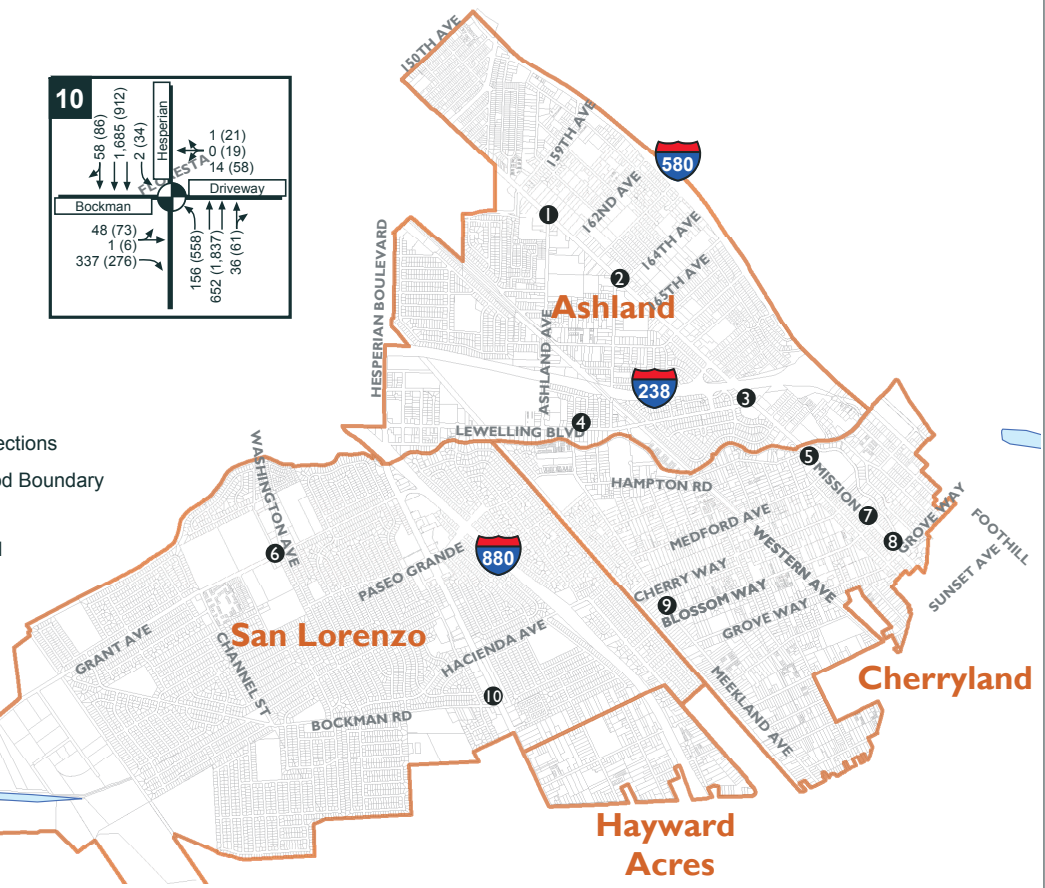 10
58 (86)
1,685 (912)
2 (34)
Hesperian
1 (21)
0 (19)
14 (58)
FLORESTA
Driveway
Bockman
48 (73)
1 (6)
337 (276)
156 (558)
652 (1,837)
36 (61)
150TH AVE
159TH AVE
580
1
162ND AVE
164TH AVE
2
165TH AVE
Ashland
HESPERIAN BOULEVARD
ASHLAND AVE
238
3
4
LEWELLING BLVD
ections
od Boundary
WASHINGTON AVE
HAMPTON RD
5
MISSION
7
8
GROVE WAY
FOOTHILL
SUNSET AVE
MEDFORD AVE
WESTERN AVE
6
880
PASEO GRANDE
CHERRY WAY
9
BLOSSOM WAY
GROVE WAY
San Lorenzo
GRANT AVE
CHANNEL ST
HACIENDA AVE
Cherryland
MEEKLAND AVE
10
BOCKMAN RD
Hayward
Acres